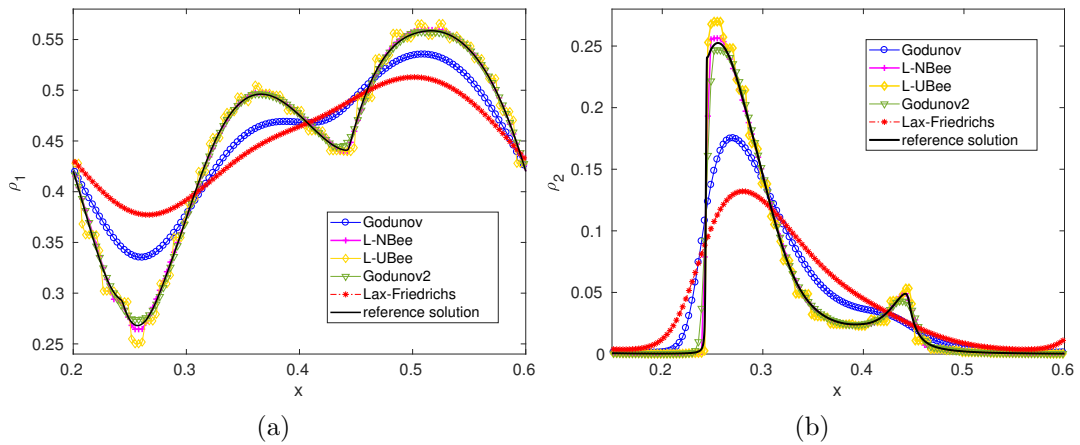 0.55
0.5
0.45
0.4
0.35
0.3
0.25
ρ1
Godunov
L-NBee
L-UBee
Godunov2
Lax-Friedrichs
reference solution
0.2 0.3 0.4 0.5 0.6
x
(a)
0.25
0.2
0.15
0.1
0.05
0
ρ2
Godunov
L-NBee
L-UBee
Godunov2
Lax-Friedrichs
reference solution
0.2 0.3 0.4 0.5 0.6
x
(b)